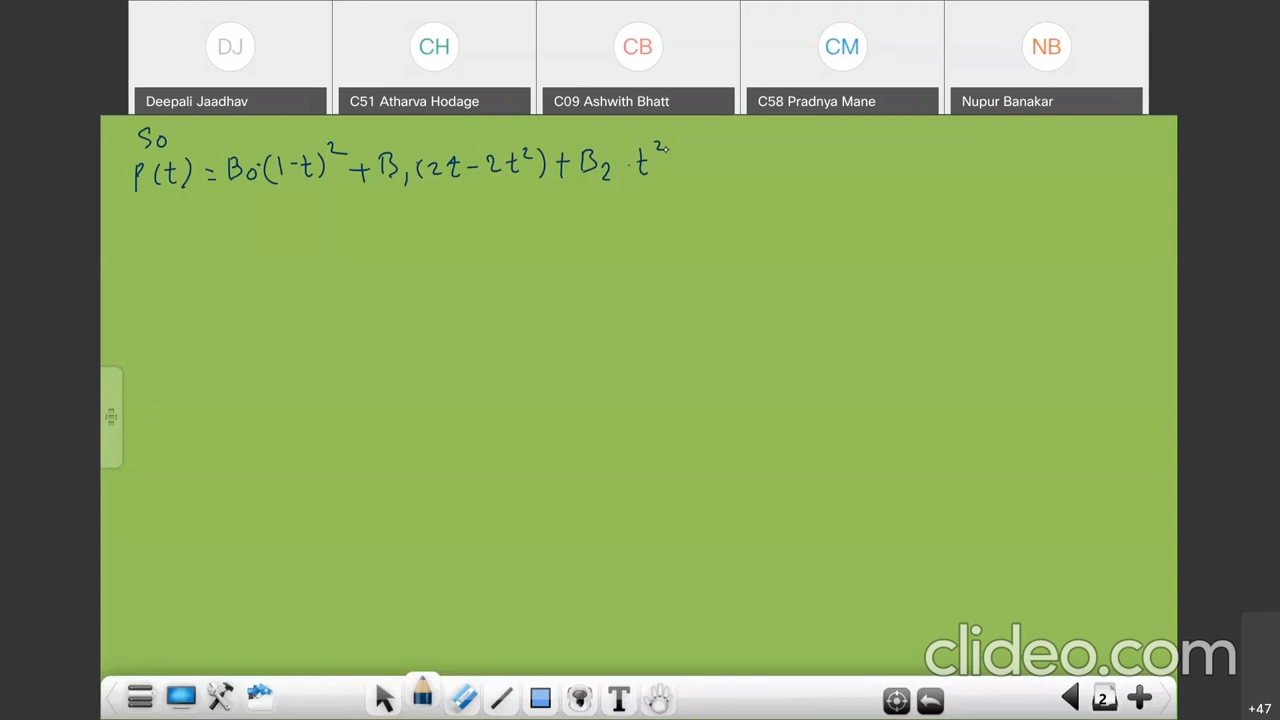 DJ
CH
CB
CM
NB
Deepali Jaadhav
C51 Atharva Hodage
C09 Ashwith Bhatt
C58 Pradnya Mane
Nupur Banakar
So
P(t) = B₀·(1-t)² + B₁(2t-2t²) + B₂·t²
clideo.com
T
2
+47